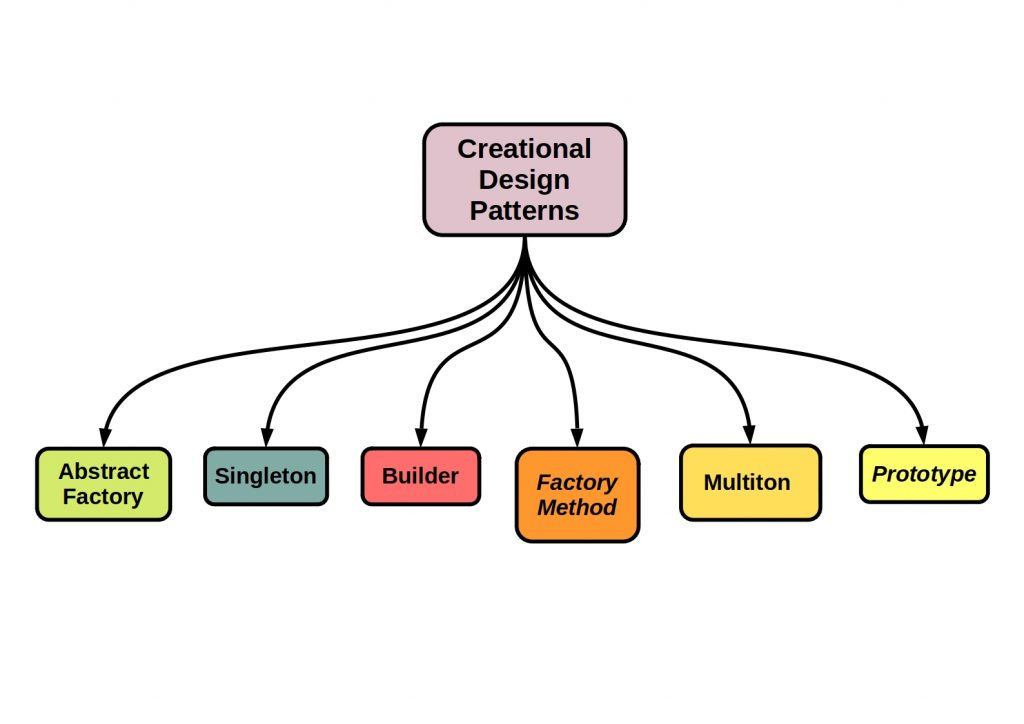 Creational
Design
Patterns
Abstract
Factory
Singleton
Builder
Factory
Method
Multiton
Prototype